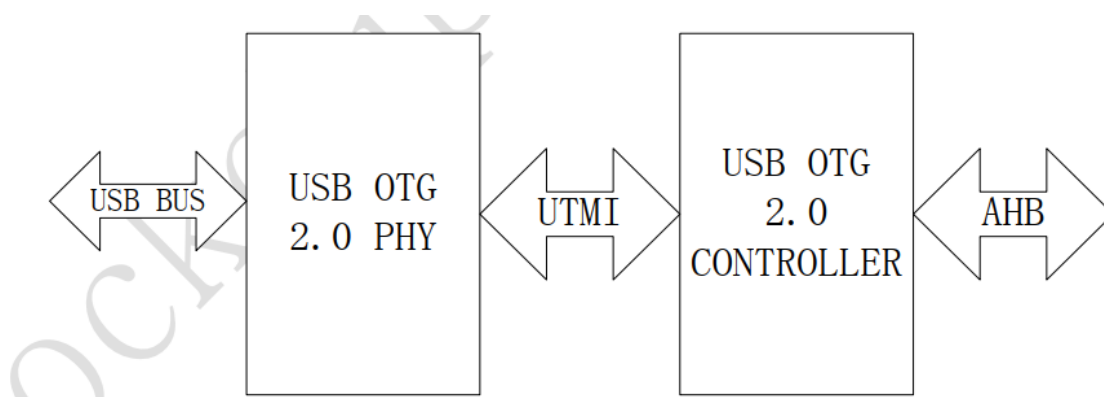 USB BUS
USB OTG
2.0 PHY
UTMI
USB OTG
2.0
CONTROLLER
AHB